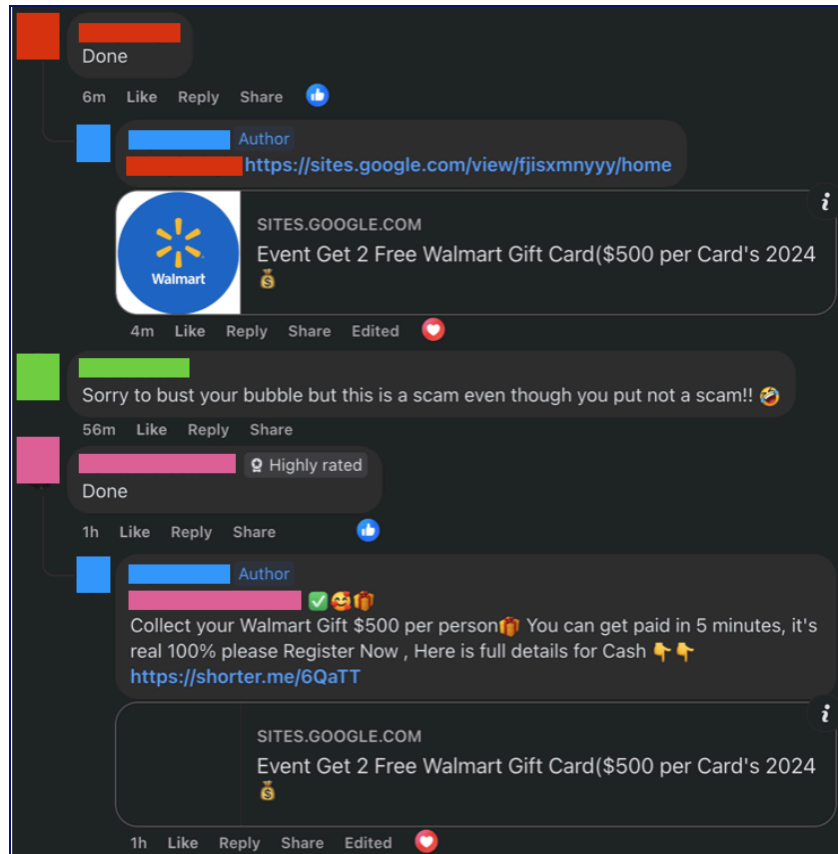 Done
6m Like Reply Share
Author
https://sites.google.com/view/fjisxmnyyy/home
Walmart
SITES.GOOGLE.COM
Event Get 2 Free Walmart Gift Card($500 per Card's 2024
💰
4m Like Reply Share Edited
Sorry to bust your bubble but this is a scam even though you put not a scam!! 🤣
56m Like Reply Share
Highly rated
Done
1h Like Reply Share
Author
✅🥰🎁
Collect your Walmart Gift $500 per person🎁 You can get paid in 5 minutes, it's
real 100% please Register Now , Here is full details for Cash 👇👇
https://shorter.me/6QaTT
SITES.GOOGLE.COM
Event Get 2 Free Walmart Gift Card($500 per Card's 2024
💰
1h Like Reply Share Edited